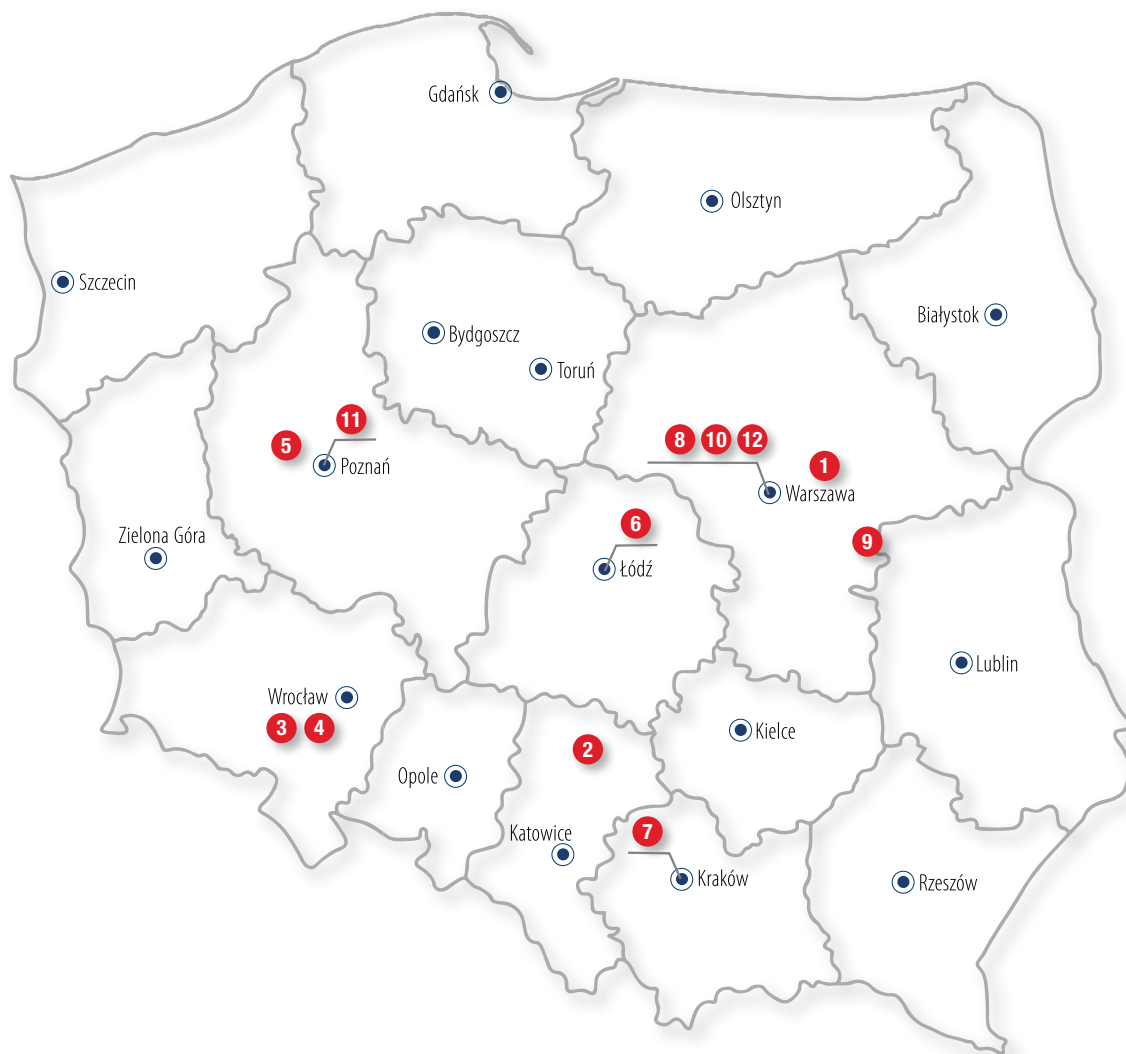 Gdańsk
Olsztyn
Szczecin
Białystok
Bydgoszcz
Toruń
11
5
Poznań
8 10 12
1
Warszawa
6
9
Zielona Góra
Łódź
Lublin
Wrocław
3 4
2
Kielce
Opole
7
Katowice
Kraków
Rzeszów